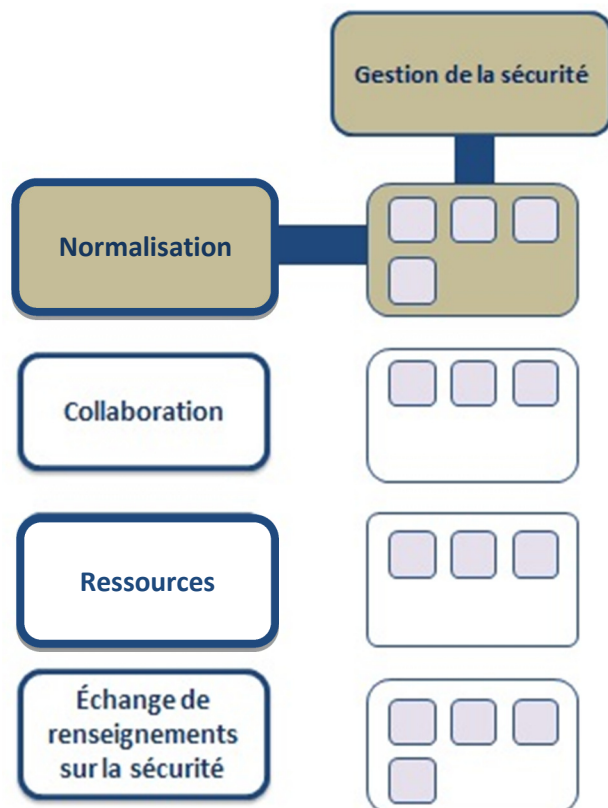 Gestion de la sécurité
Normalisation
Collaboration
Ressources
Échange de
renseignements
sur la sécurité